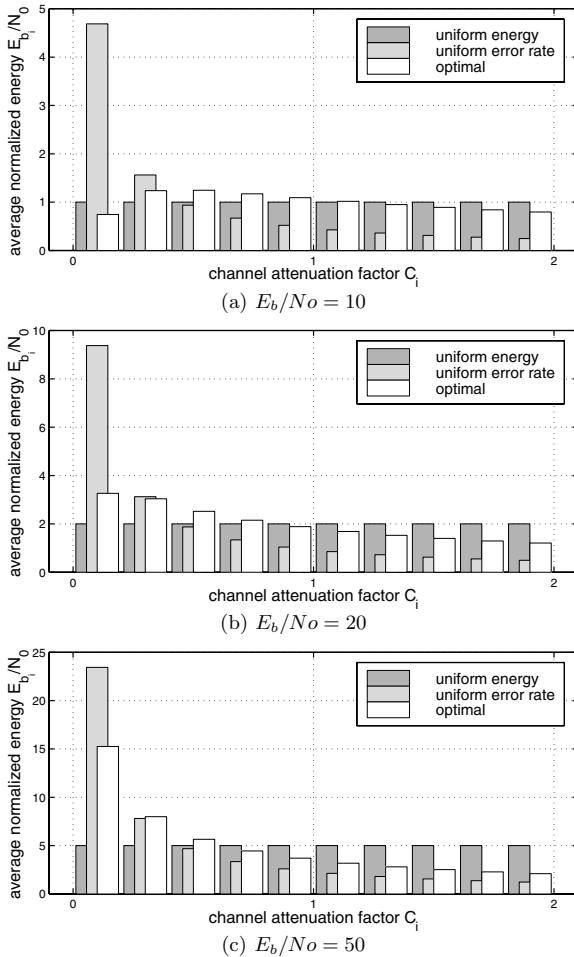 5
4
3
2
1
0
average normalized energy E_b_i/N_0
uniform energy
uniform error rate
optimal
0
1
2
channel attenuation factor C_i
(a) E_b/No = 10
10
8
6
4
2
0
average normalized energy E_b_i/N_0
uniform energy
uniform error rate
optimal
0
1
2
channel attenuation factor C_i
(b) E_b/No = 20
25
20
15
10
5
0
average normalized energy E_b_i/N_0
uniform energy
uniform error rate
optimal
0
1
2
channel attenuation factor C_i
(c) E_b/No = 50